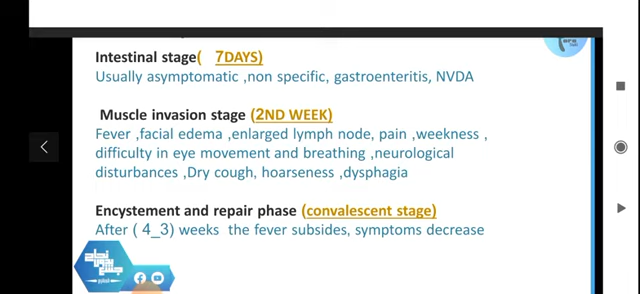 Intestinal stage( 7DAYS)
Usually asymptomatic ,non specific, gastroenteritis, NVDA
Muscle invasion stage (2ND WEEK)
Fever ,facial edema ,enlarged lymph node, pain ,weekness ,
difficulty in eye movement and breathing ,neurological
disturbances ,Dry cough, hoarseness ,dysphagia
Encystement and repair phase (convalescent stage)
After ( 4_3) weeks the fever subsides, symptoms decrease